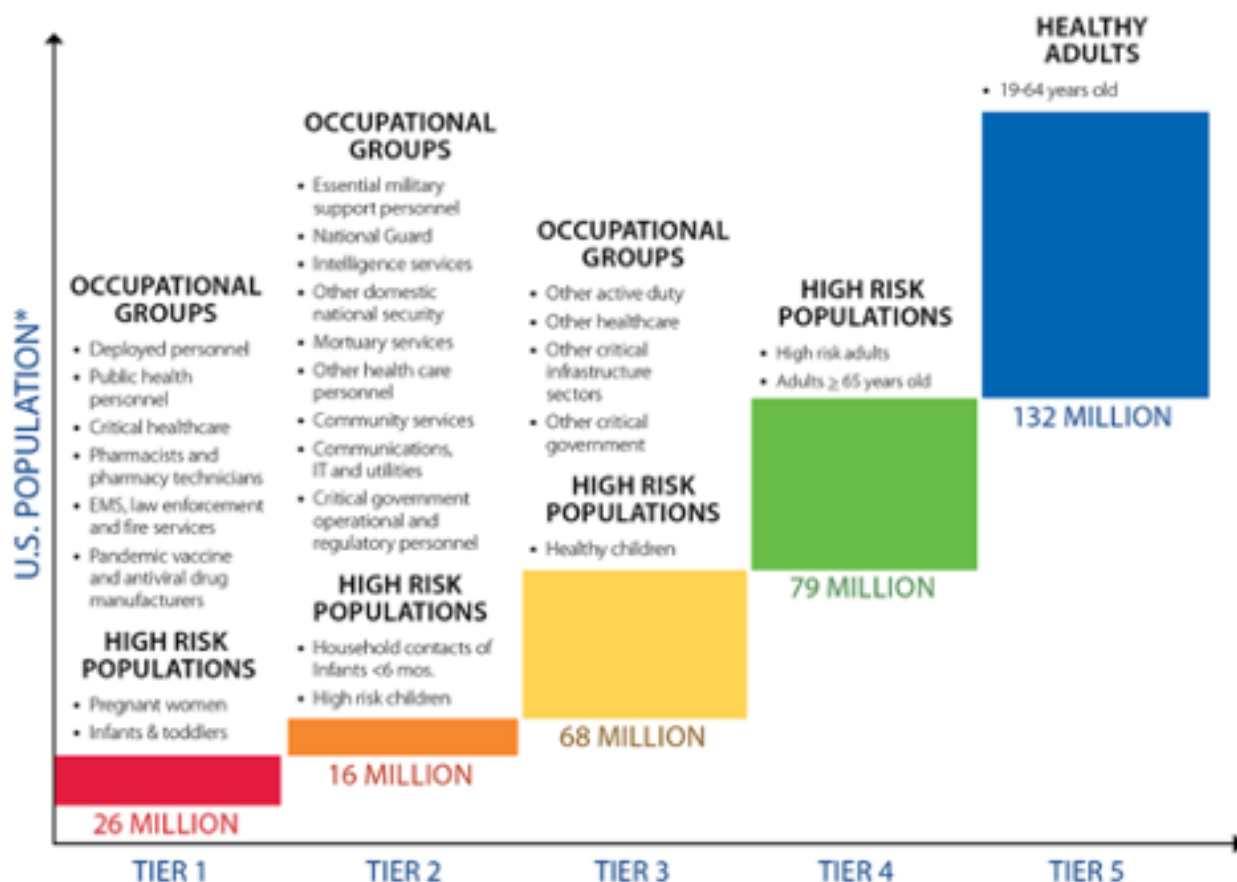 U.S. POPULATION*
OCCUPATIONAL
GROUPS
• Deployed personnel
• Public health
personnel
• Critical healthcare
• Pharmacists and
pharmacy technicians
• EMS, law enforcement
and fire services
• Pandemic vaccine
and antiviral drug
manufacturers
HIGH RISK
POPULATIONS
• Pregnant women
• Infants & toddlers
26 MILLION
TIER 1
OCCUPATIONAL
GROUPS
• Essential military
support personnel
• National Guard
• Intelligence services
• Other domestic
national security
• Mortuary services
• Other health care
personnel
• Community services
• Communications,
IT and utilities
• Critical government
operational and
regulatory personnel
HIGH RISK
POPULATIONS
• Household contacts of
Infants <6 mos.
• High risk children
16 MILLION
TIER 2
OCCUPATIONAL
GROUPS
• Other active duty
• Other healthcare
• Other critical
infrastructure
sectors
• Other critical
government
HIGH RISK
POPULATIONS
• Healthy children
68 MILLION
TIER 3
HIGH RISK
POPULATIONS
• High risk adults
• Adults ≥ 65 years old
79 MILLION
TIER 4
HEALTHY
ADULTS
• 19-64 years old
132 MILLION
TIER 5